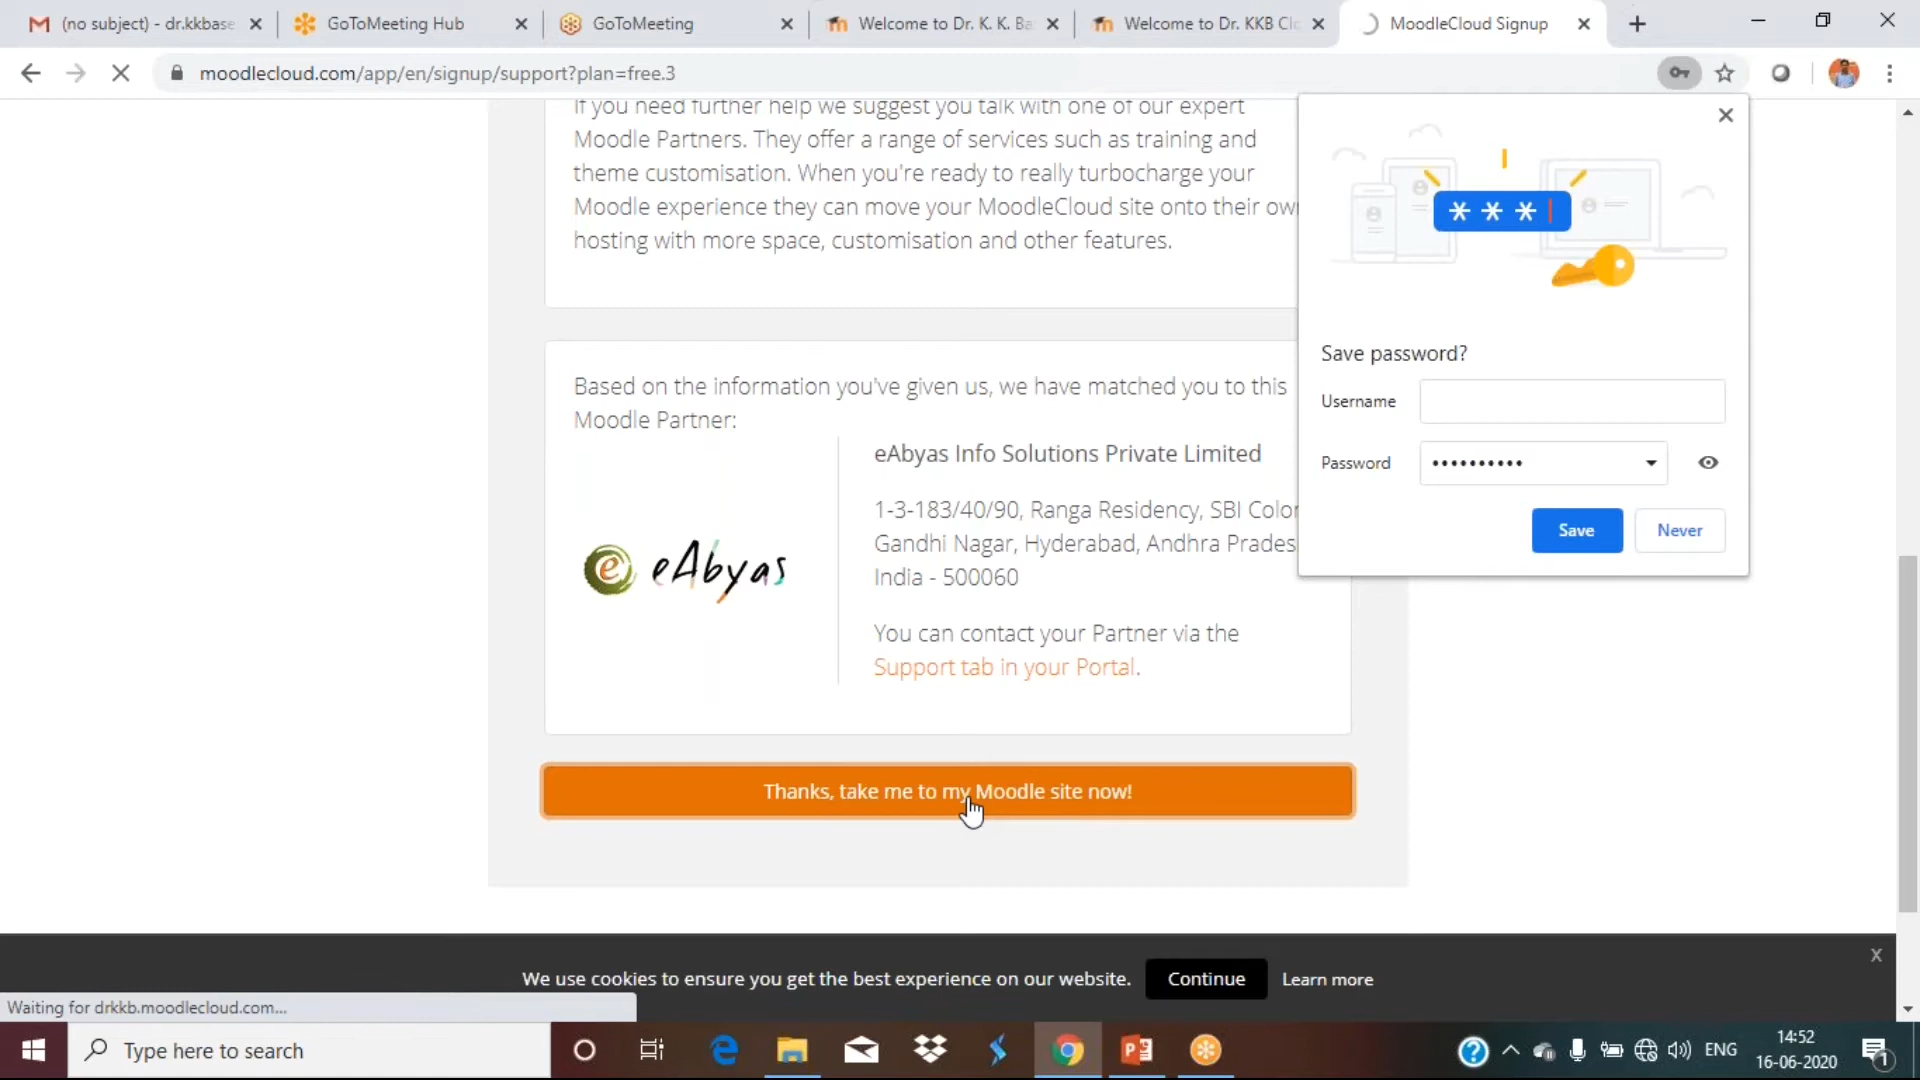 (no subject) - dr.kkbase
GoToMeeting Hub
GoToMeeting
Welcome to Dr. K. K. Ba
Welcome to Dr. KKB Clo
MoodleCloud Signup
moodlecloud.com/app/en/signup/support?plan=free.3
If you need further help we suggest you talk with one of our expert
Moodle Partners. They offer a range of services such as training and
theme customisation. When you're ready to really turbocharge your
Moodle experience they can move your MoodleCloud site onto their own
hosting with more space, customisation and other features.
* * *
Save password?
Username
Password ••••••••••
Save Never
Based on the information you've given us, we have matched you to this
Moodle Partner:
e eAbyas
eAbyas Info Solutions Private Limited
1-3-183/40/90, Ranga Residency, SBI Color
Gandhi Nagar, Hyderabad, Andhra Prades
India - 500060
You can contact your Partner via the
Support tab in your Portal.
Thanks, take me to my Moodle site now!
We use cookies to ensure you get the best experience on our website. Continue Learn more
x
Waiting for drkkb.moodlecloud.com...
Type here to search
ENG
14:52
16-06-2020
1